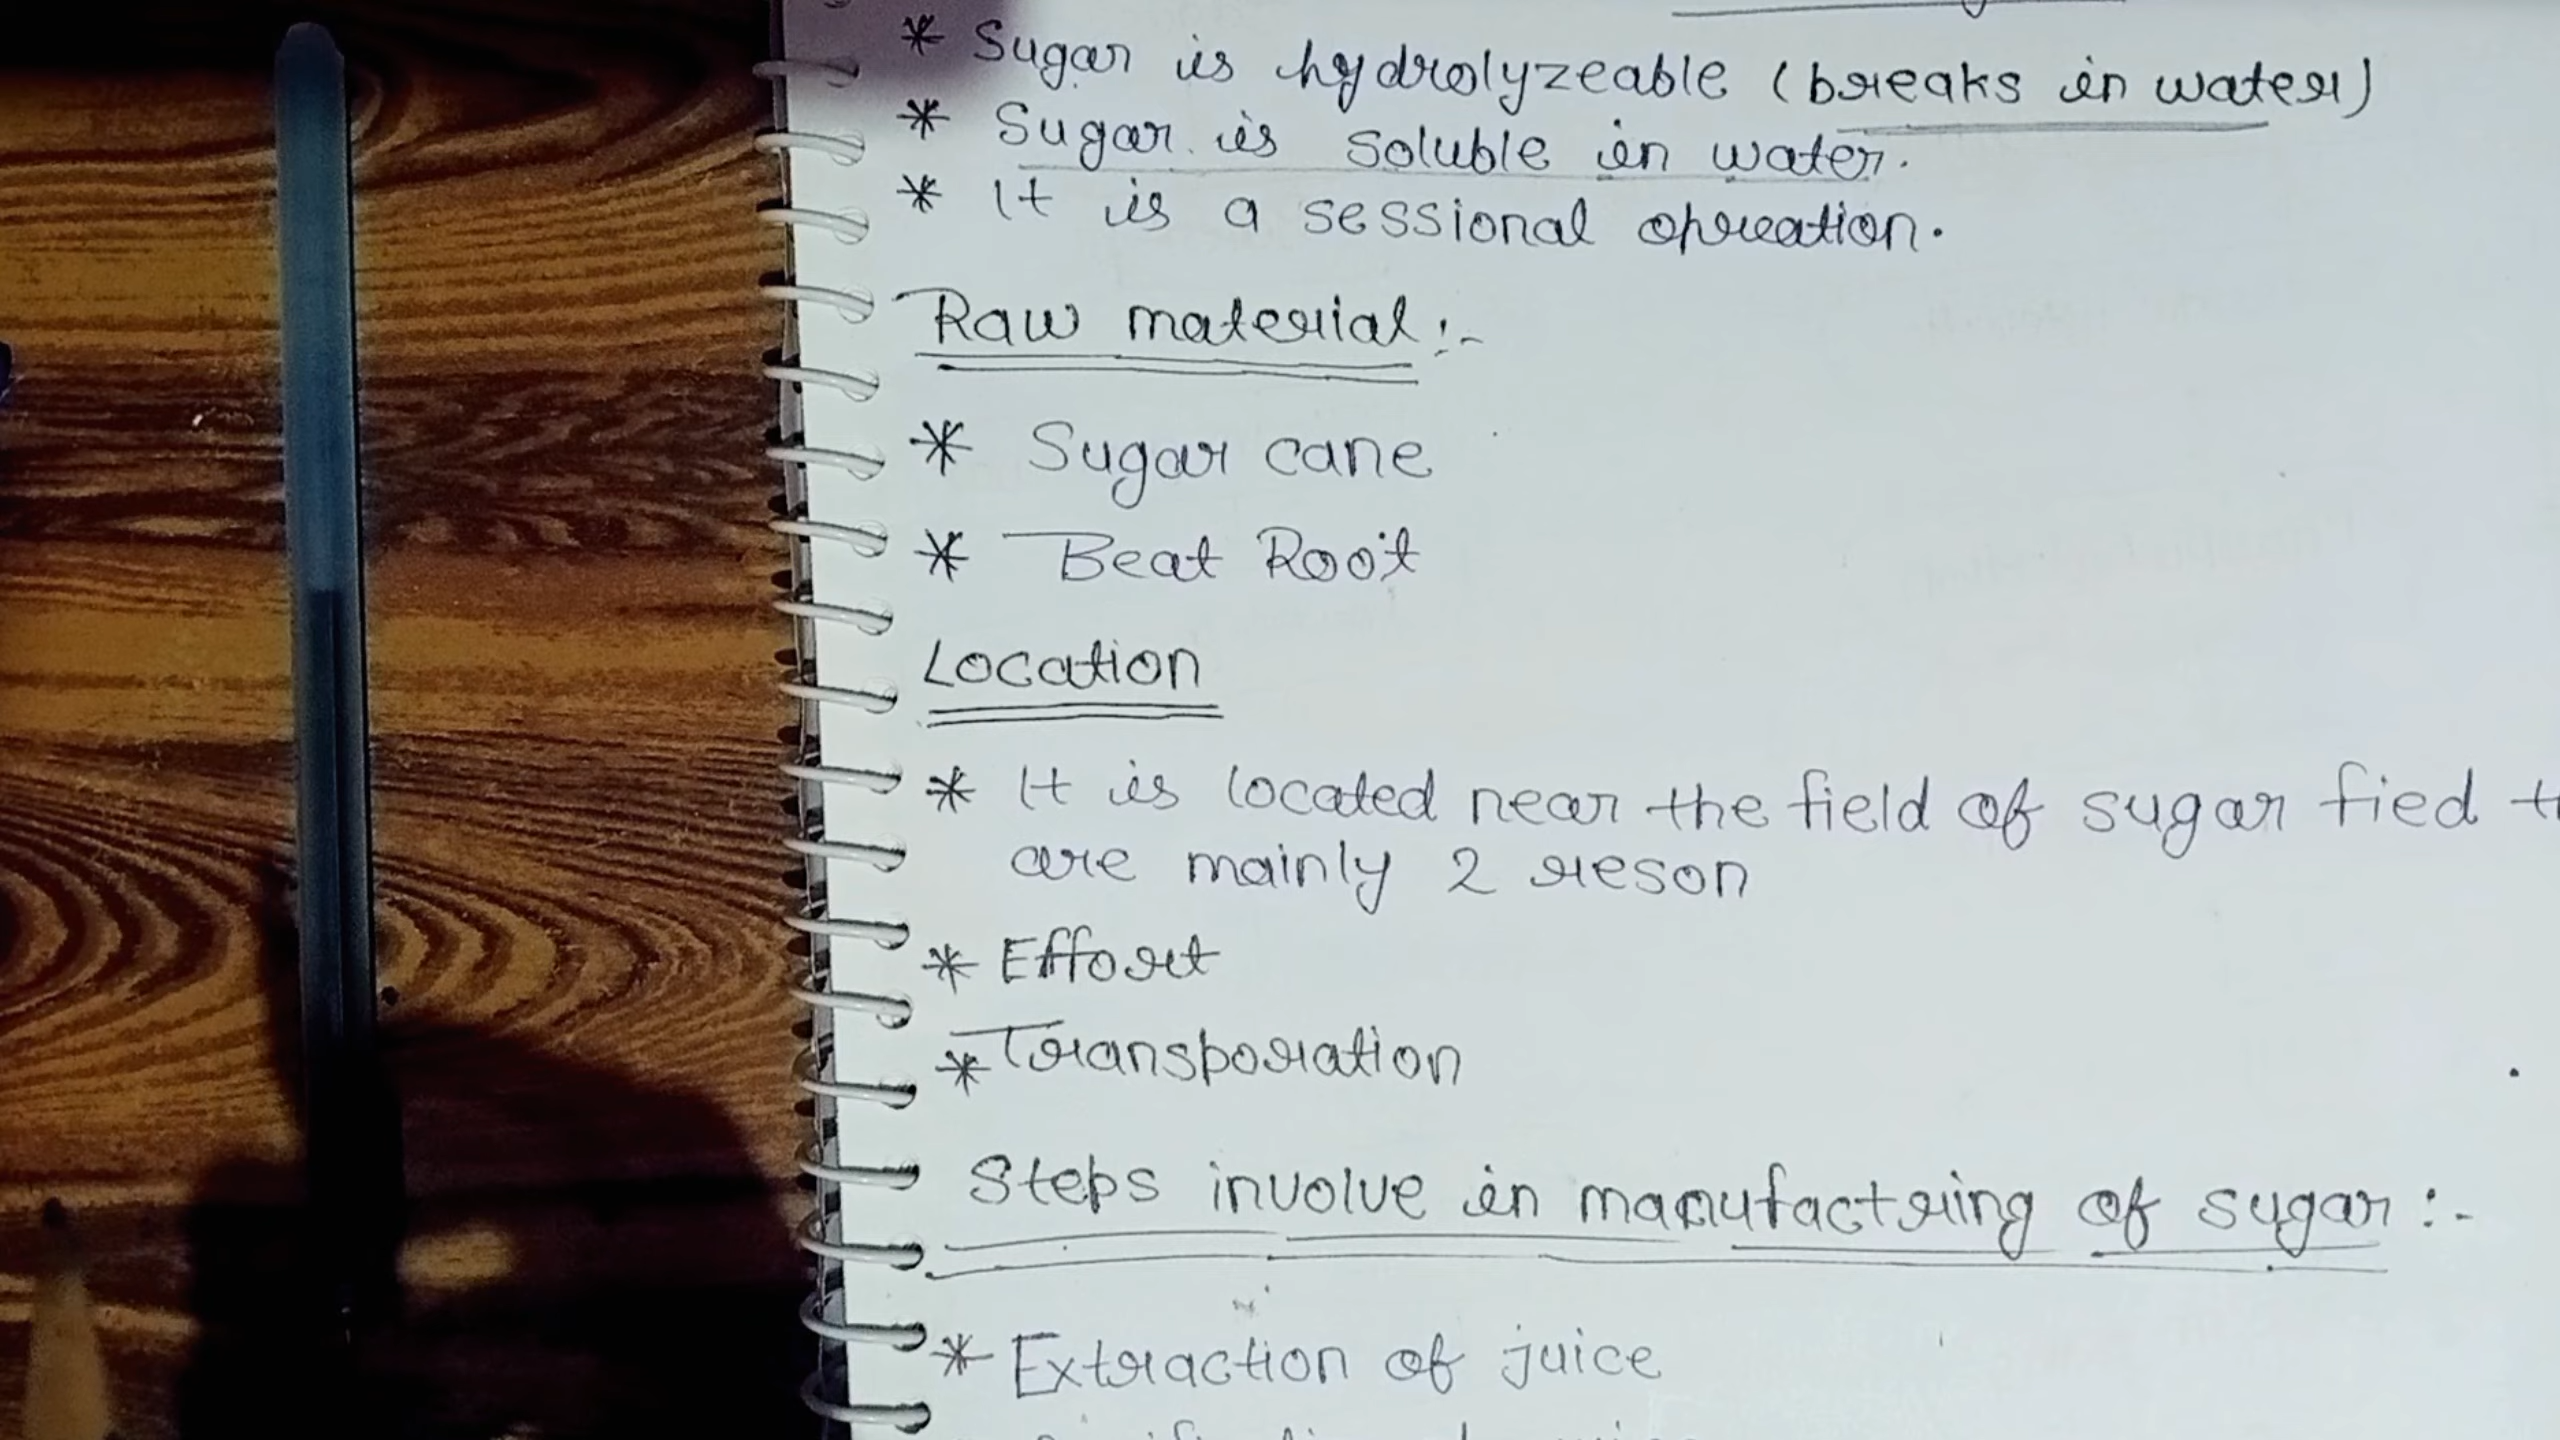 * Sugar is hydrolyzeable (breaks in water)
* Sugar is soluble in water.
* It is a sessional opreation.
Raw material :-
* Sugar cane
* Beat Root
Location
* It is located near the field of sugar fied
are mainly 2 reson
* Effort
* Transporation
Steps involve in manufactring of sugar :-
* Extraction of juice